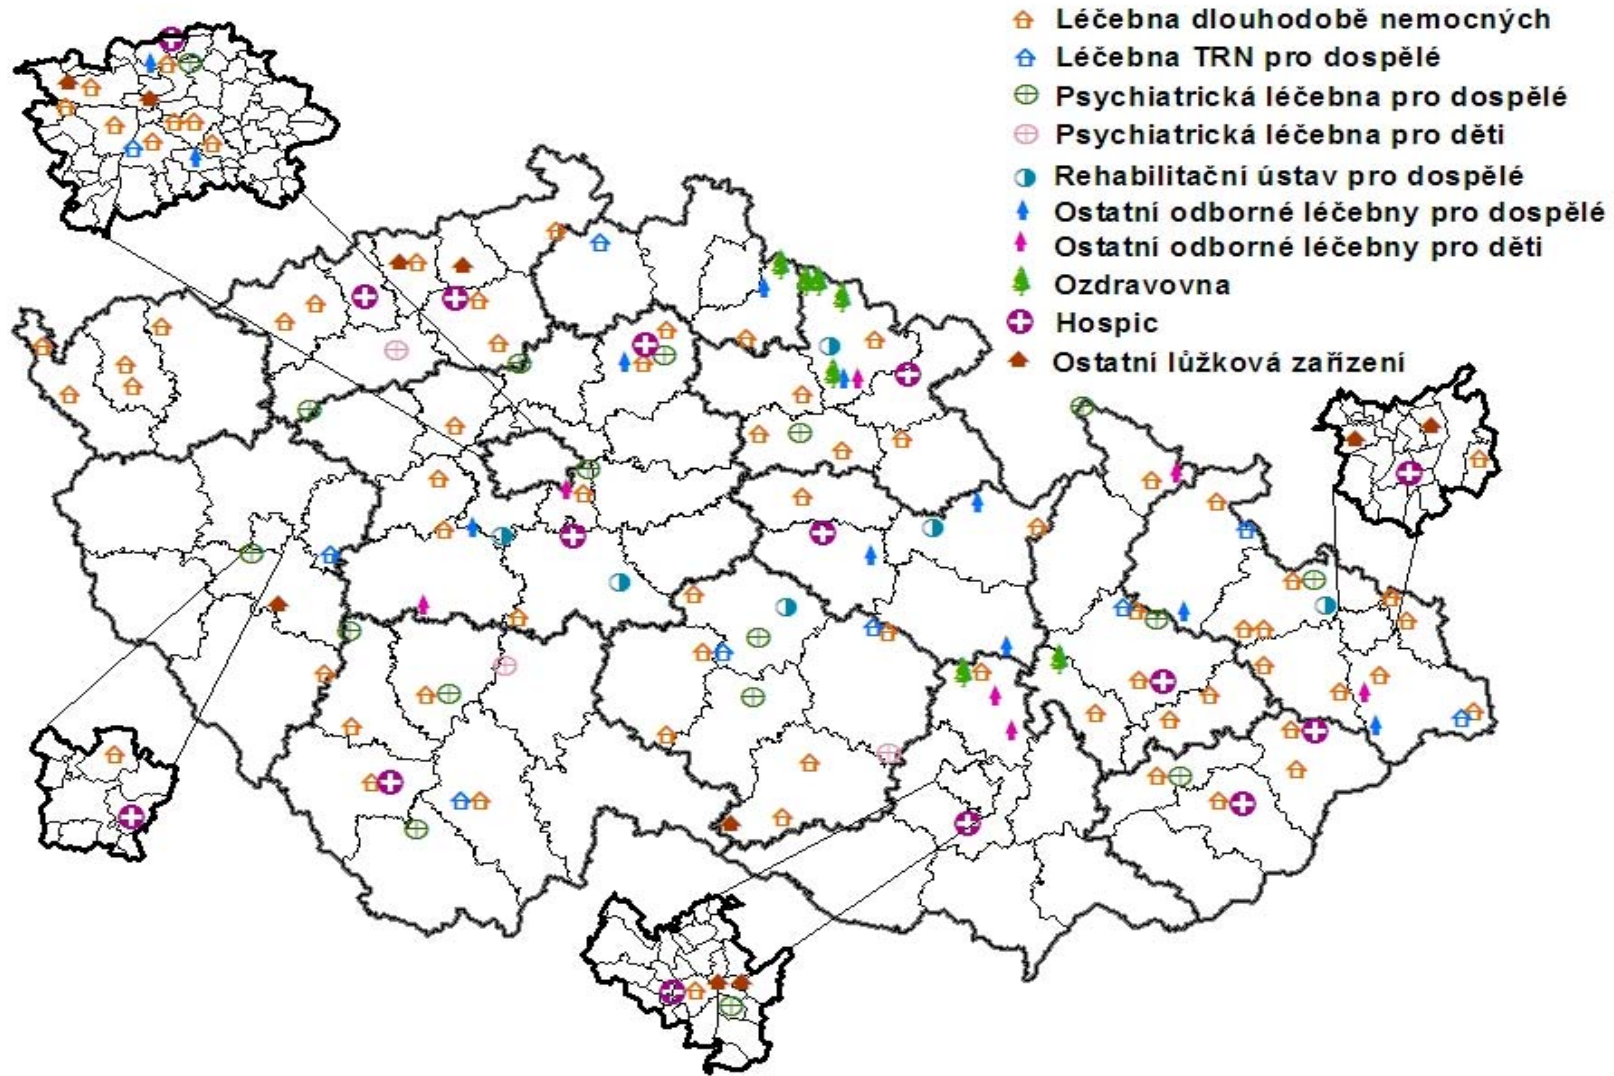 Léčebna dlouhodobě nemocných
Léčebna TRN pro dospělé
Psychiatrická léčebna pro dospělé
Psychiatrická léčebna pro děti
Rehabilitační ústav pro dospělé
Ostatní odborné léčebny pro dospělé
Ostatní odborné léčebny pro děti
Ozdravovna
Hospic
Ostatní lůžková zařízení